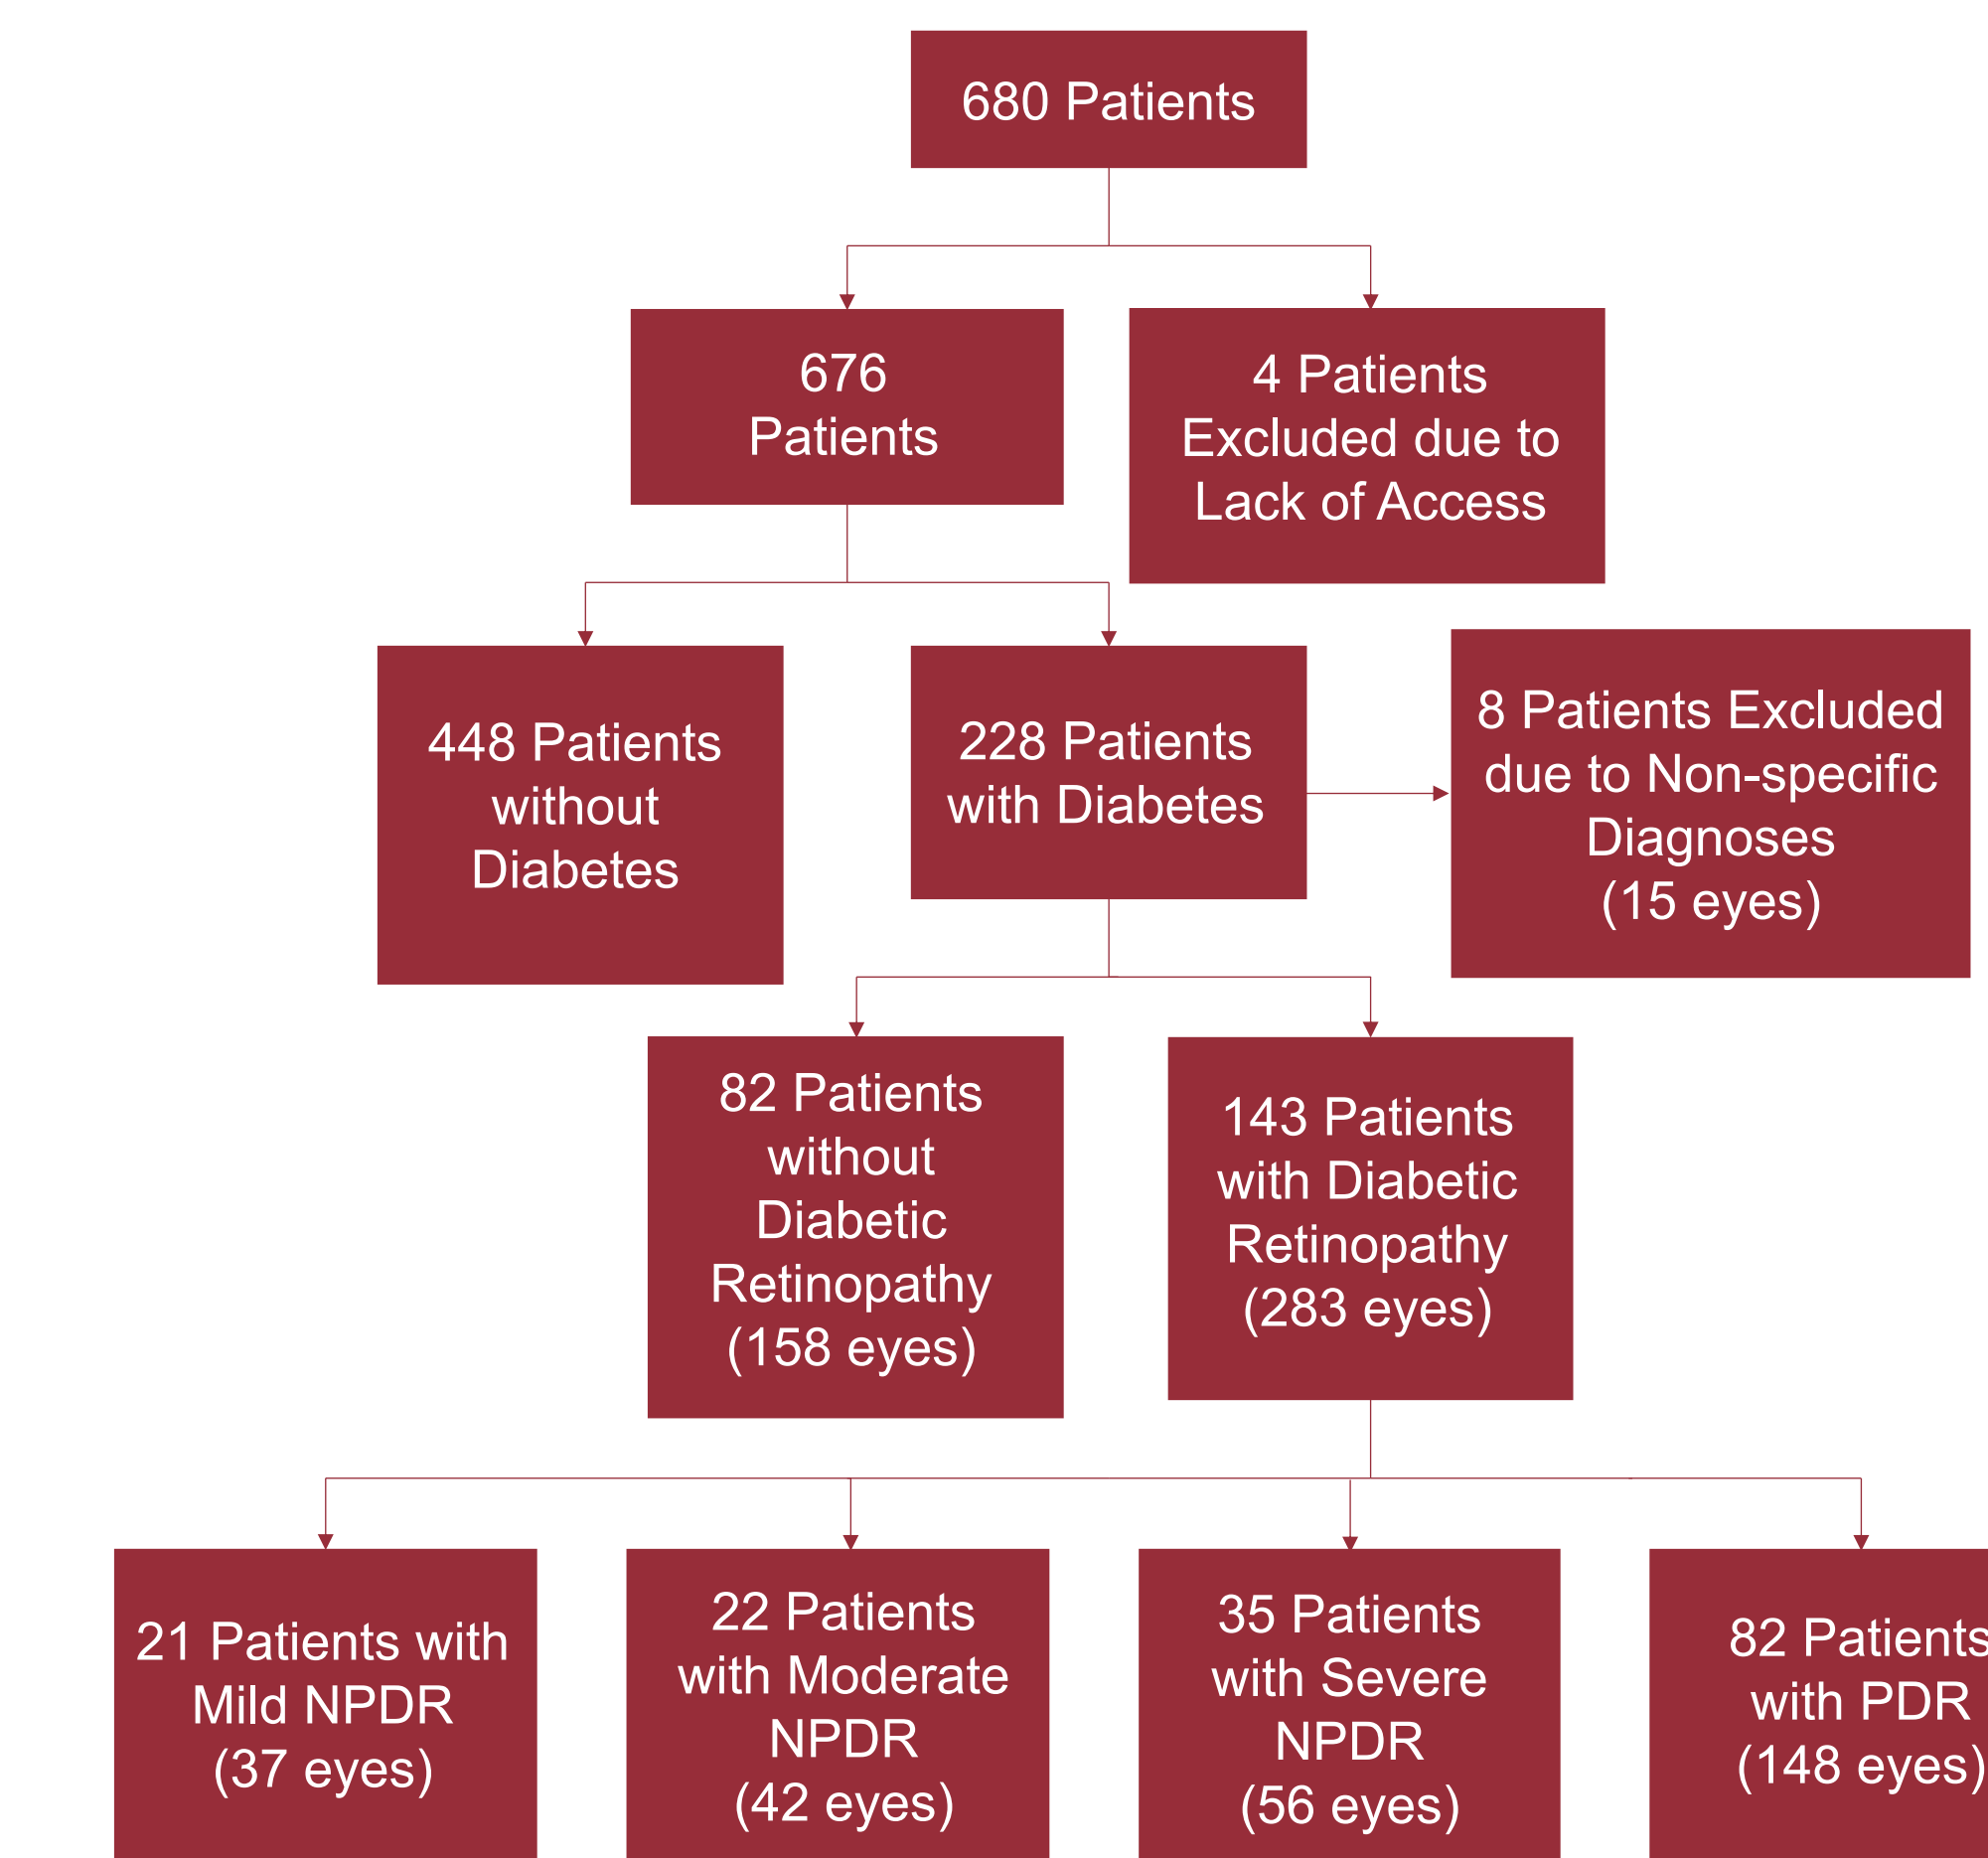 680 Patients
676
Patients
4 Patients
Excluded due to
Lack of Access
448 Patients
without
Diabetes
228 Patients
with Diabetes
8 Patients Excluded
due to Non-specific
Diagnoses
(15 eyes)
82 Patients
without
Diabetic
Retinopathy
(158 eyes)
143 Patients
with Diabetic
Retinopathy
(283 eyes)
21 Patients with
Mild NPDR
(37 eyes)
22 Patients
with Moderate
NPDR
(42 eyes)
35 Patients
with Severe
NPDR
(56 eyes)
82 Patients
with PDR
(148 eyes)